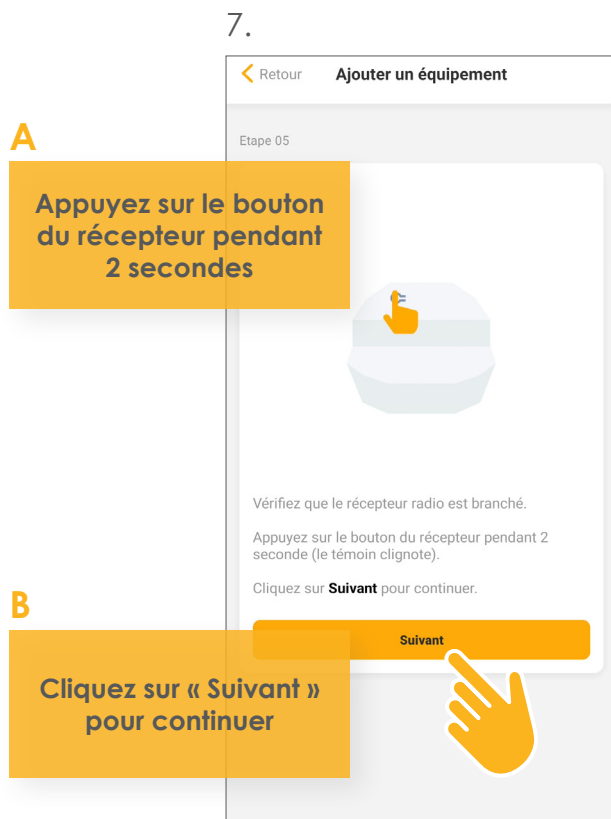 7.
Retour
Ajouter un équipement
Etape 05
A
Appuyez sur le bouton
du récepteur pendant
2 secondes
Vérifiez que le récepteur radio est branché.
Appuyez sur le bouton du récepteur pendant 2
seconde (le témoin clignote).
Cliquez sur Suivant pour continuer.
Suivant
B
Cliquez sur « Suivant »
pour continuer